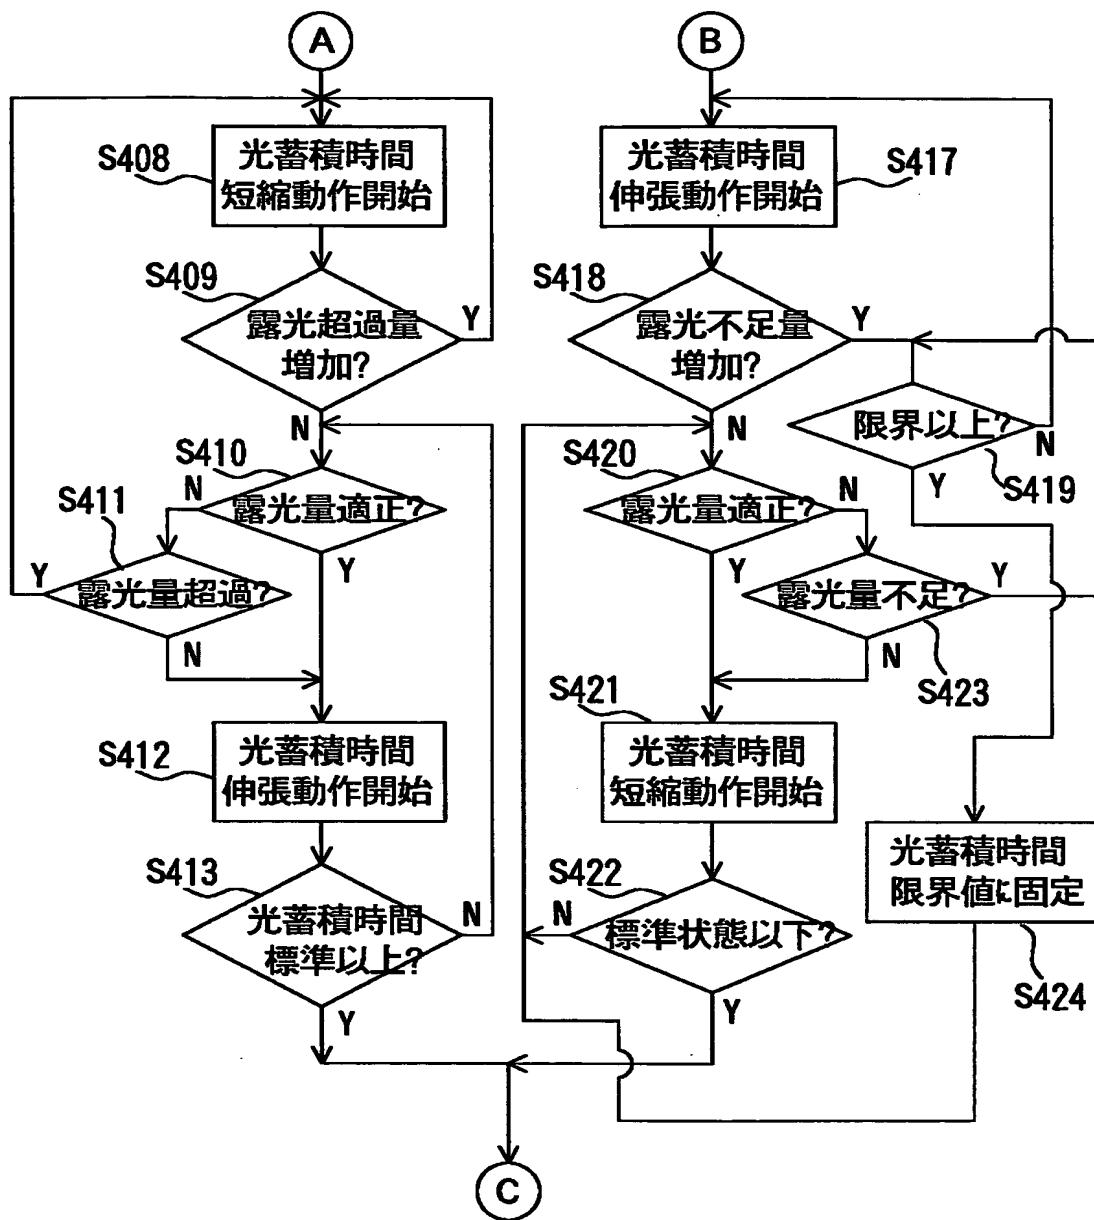 A
S408
光蓄積時間
短縮動作開始
S409
露光超過量
増加?
Y
N
S410
露光量適正?
N
Y
S411
露光量超過?
Y
N
S412
光蓄積時間
伸張動作開始
S413
光蓄積時間
標準以上?
N
Y
B
S417
光蓄積時間
伸張動作開始
S418
露光不足量
増加?
Y
N
限界以上?
N
Y
S419
S420
露光量適正?
N
Y
露光量不足?
Y
N
S423
S421
光蓄積時間
短縮動作開始
S422
標準状態以下?
N
Y
光蓄積時間
限界値に固定
S424
C